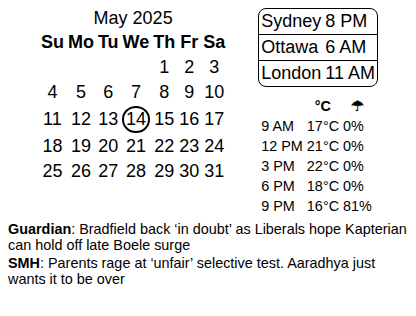 May 2025
Su Mo Tu We Th Fr Sa
1 2 3
4 5 6 7 8 9 10
11 12 13 14 15 16 17
18 19 20 21 22 23 24
25 26 27 28 29 30 31
Sydney 8 PM
Ottawa 6 AM
London 11 AM
°C ☂
9 AM 17°C 0%
12 PM 21°C 0%
3 PM 22°C 0%
6 PM 18°C 0%
9 PM 16°C 81%
Guardian: Bradfield back ‘in doubt’ as Liberals hope Kapterian
can hold off late Boele surge
SMH: Parents rage at ‘unfair’ selective test. Aaradhya just
wants it to be over